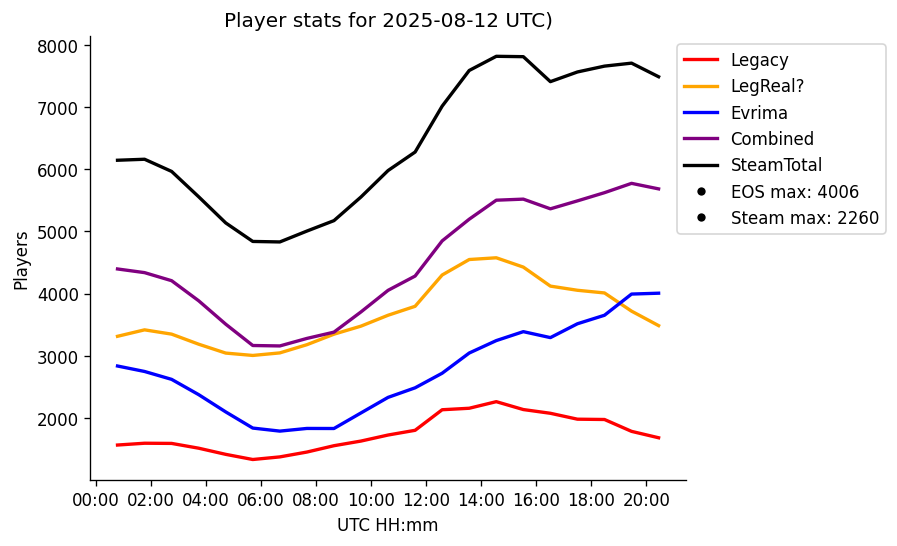 Player stats for 2025-08-12 UTC)
8000
7000
6000
5000
4000
3000
2000
Players
00:00 02:00 04:00 06:00 08:00 10:00 12:00 14:00 16:00 18:00 20:00
UTC HH:mm
Legacy
LegReal?
Evrima
Combined
SteamTotal
EOS max: 4006
Steam max: 2260